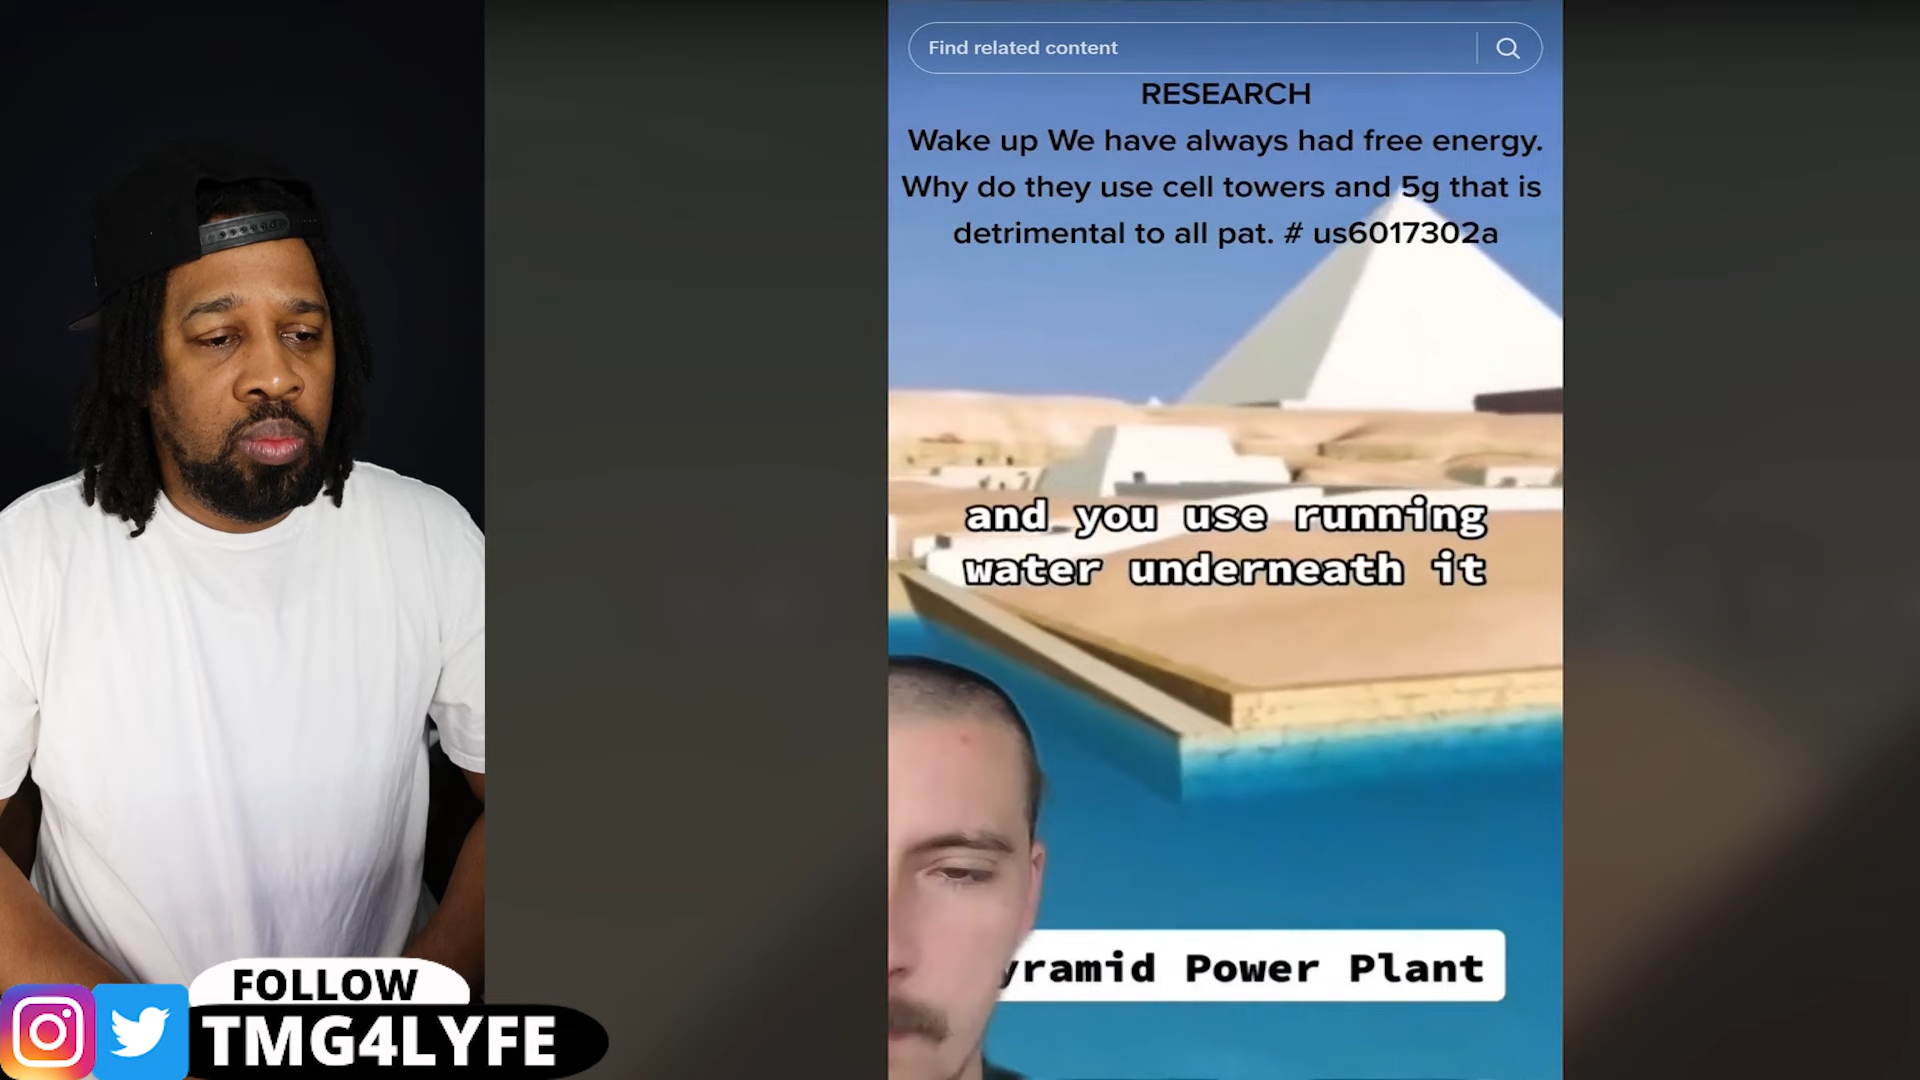 Find related content
RESEARCH
Wake up We have always had free energy.
Why do they use cell towers and 5g that is
detrimental to all pat. # us6017302a
and you use running
water underneath it
yramid Power Plant
FOLLOW
TMG4LYFE